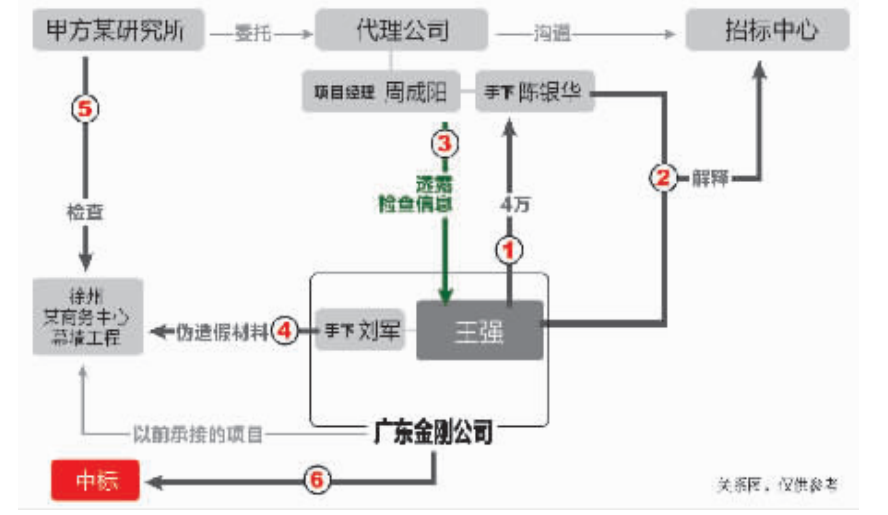 甲方某研究所
委托
代理公司
沟通
招标中心
项目经理 周成阳
手下 陈银华
⑤
③
②
解释
透露
检查信息
4万
检查
①
徐州
某商务中心
幕墙工程
伪造假材料
④
手下 刘军
王强
以前承接的项目
广东金刚公司
中标
⑥
关系图，仅供参考